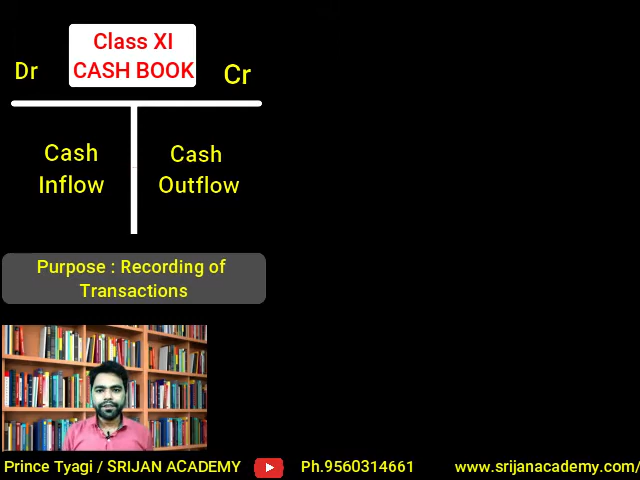 Class XI
CASH BOOK
Dr
Cr
Cash
Inflow
Cash
Outflow
Purpose : Recording of
Transactions
Prince Tyagi / SRIJAN ACADEMY
Ph.9560314661
www.srijanacademy.com/